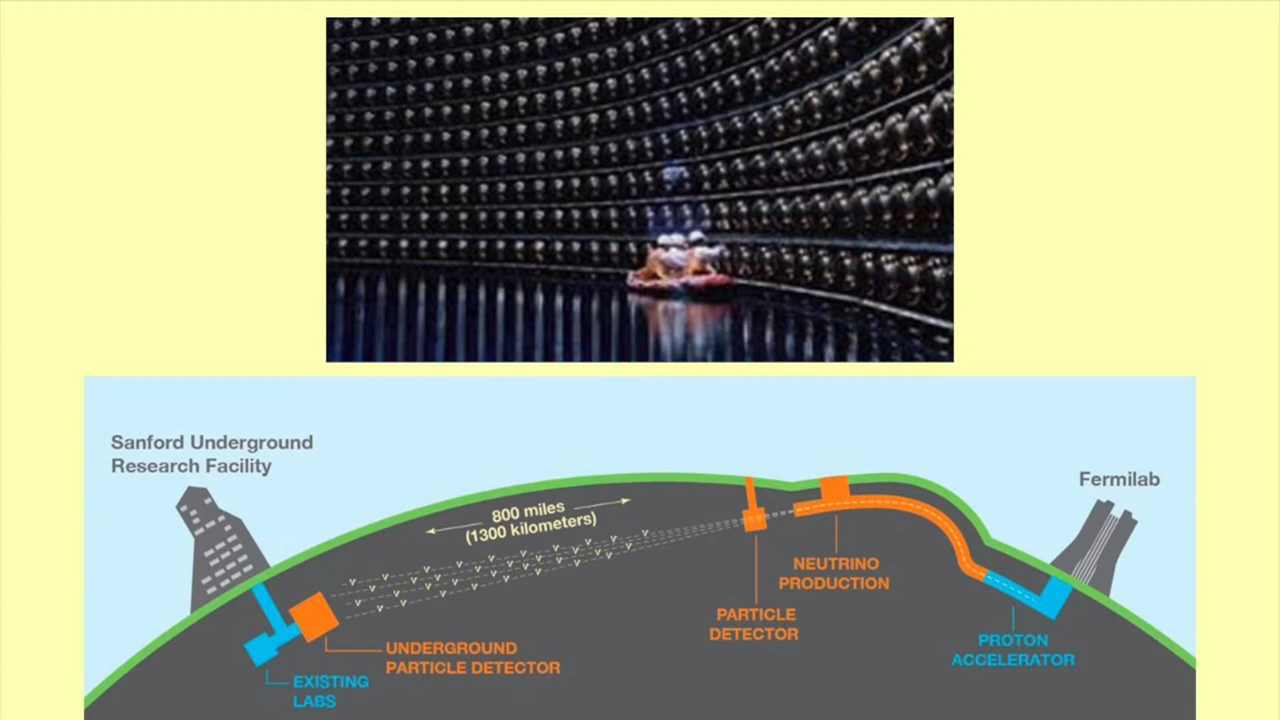 Sanford Underground
Research Facility
Fermilab
800 miles
(1300 kilometers)
NEUTRINO
PRODUCTION
PARTICLE
DETECTOR
PROTON
ACCELERATOR
UNDERGROUND
PARTICLE DETECTOR
EXISTING
LABS